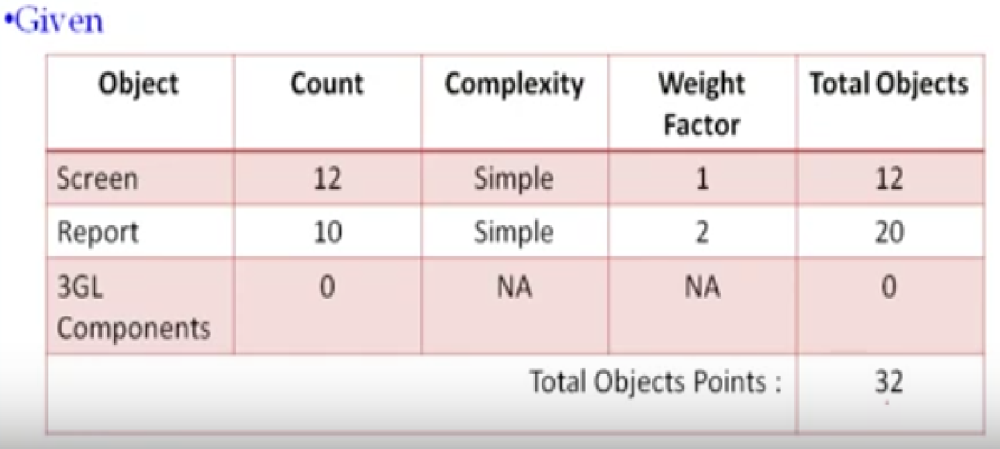 •Given
Object Count Complexity Weight Factor Total Objects
Screen 12 Simple 1 12
Report 10 Simple 2 20
3GL Components 0 NA NA 0
Total Objects Points : 32